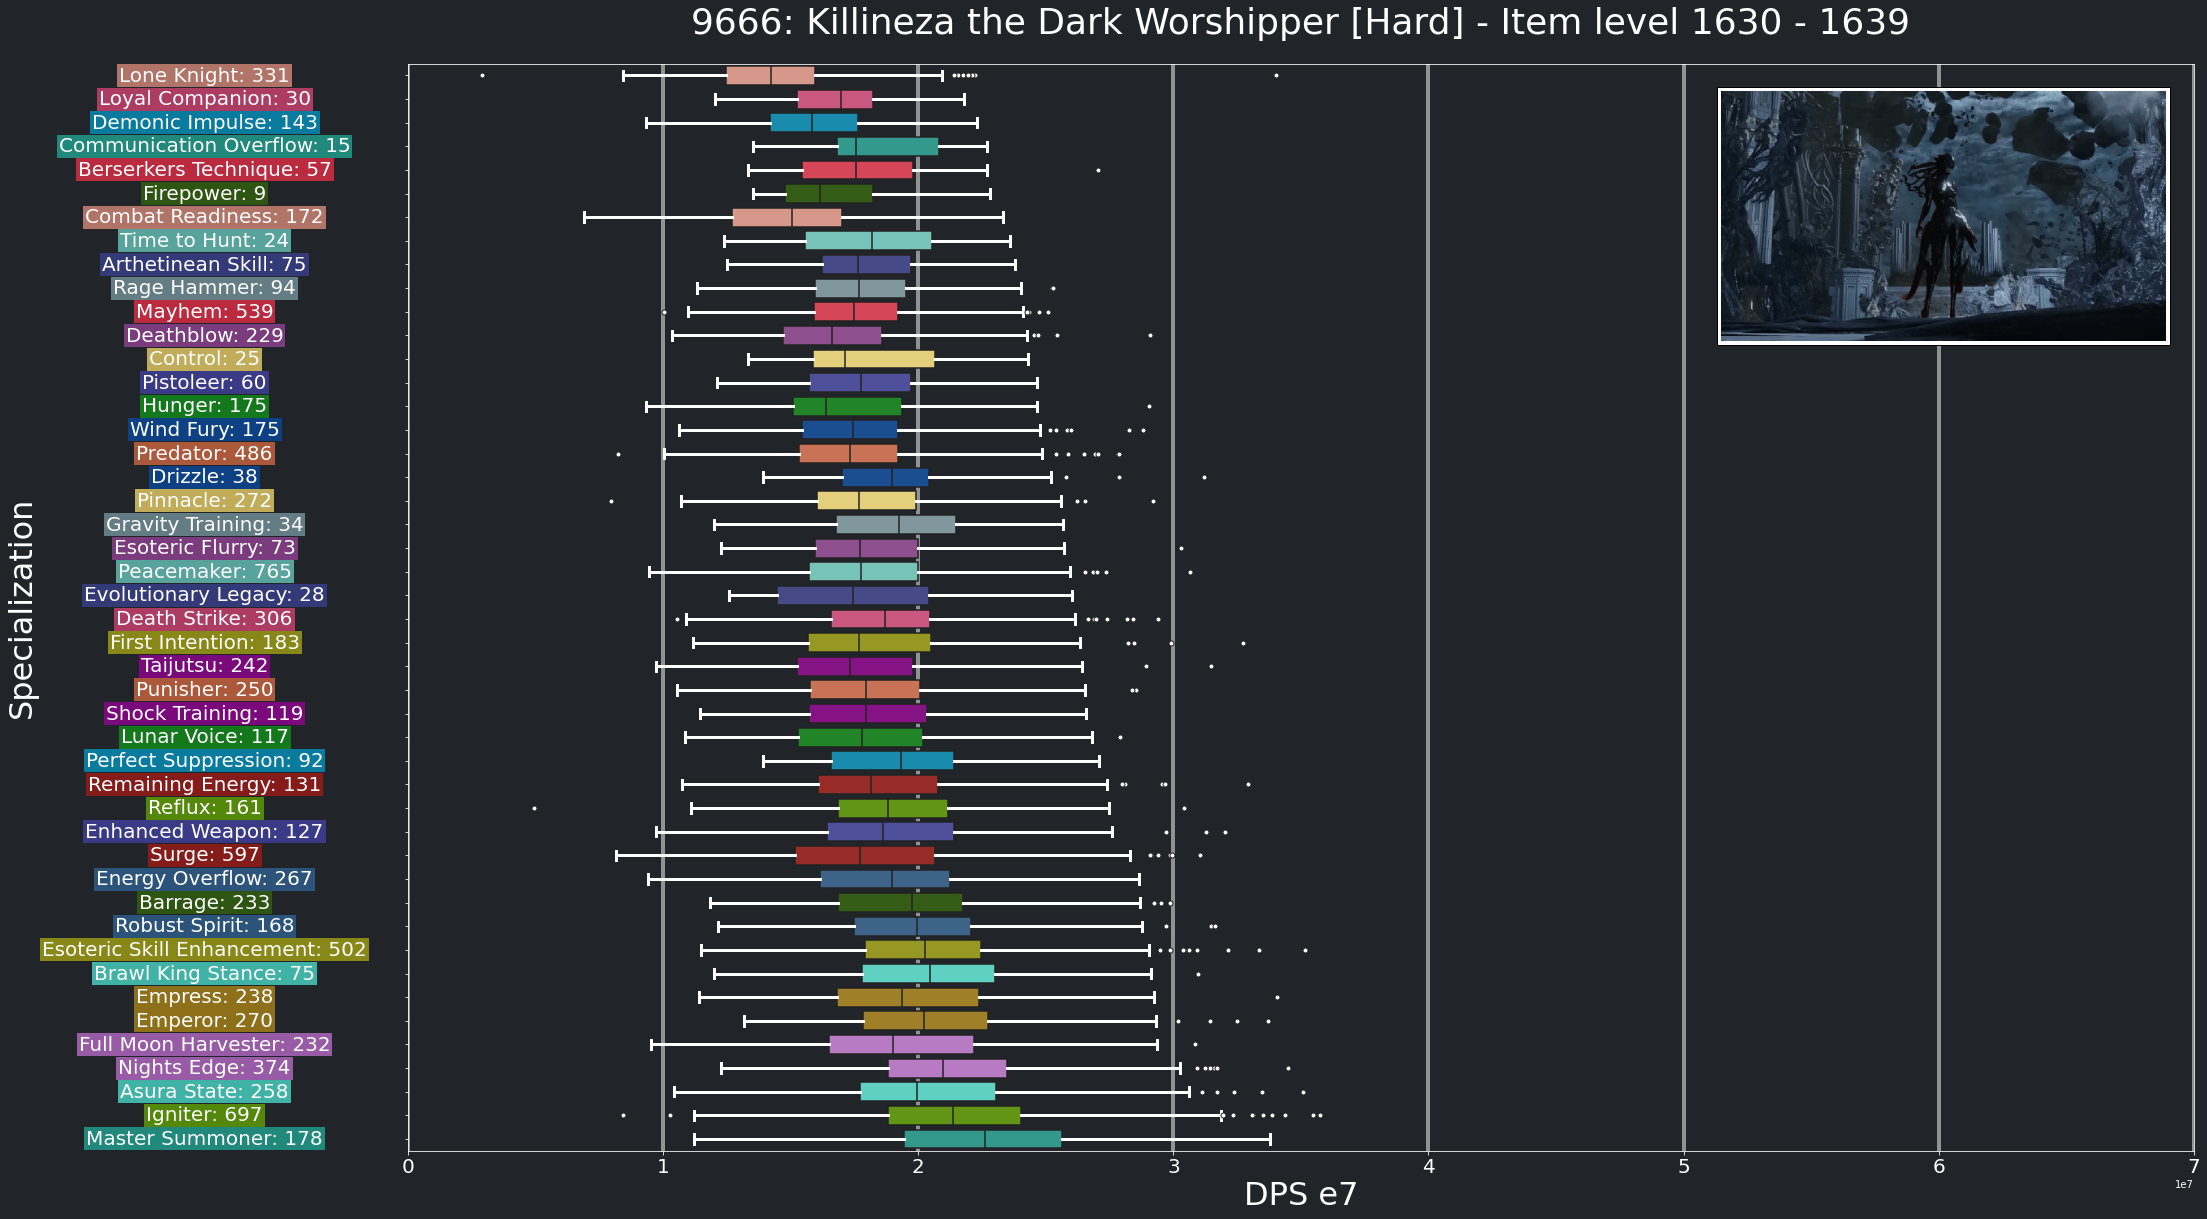 9666: Killineza the Dark Worshipper [Hard] - Item level 1630 - 1639
Specialization
Lone Knight: 331
Loyal Companion: 30
Demonic Impulse: 143
Communication Overflow: 15
Berserkers Technique: 57
Firepower: 9
Combat Readiness: 172
Time to Hunt: 24
Arthetinean Skill: 75
Rage Hammer: 94
Mayhem: 539
Deathblow: 229
Control: 25
Pistoleer: 60
Hunger: 175
Wind Fury: 175
Predator: 486
Drizzle: 38
Pinnacle: 272
Gravity Training: 34
Esoteric Flurry: 73
Peacemaker: 765
Evolutionary Legacy: 28
Death Strike: 306
First Intention: 183
Taijutsu: 242
Punisher: 250
Shock Training: 119
Lunar Voice: 117
Perfect Suppression: 92
Remaining Energy: 131
Reflux: 161
Enhanced Weapon: 127
Surge: 597
Energy Overflow: 267
Barrage: 233
Robust Spirit: 168
Esoteric Skill Enhancement: 502
Brawl King Stance: 75
Empress: 238
Emperor: 270
Full Moon Harvester: 232
Nights Edge: 374
Asura State: 258
Igniter: 697
Master Summoner: 178
0 1 2 3 4 5 6 7
1e7
DPS e7